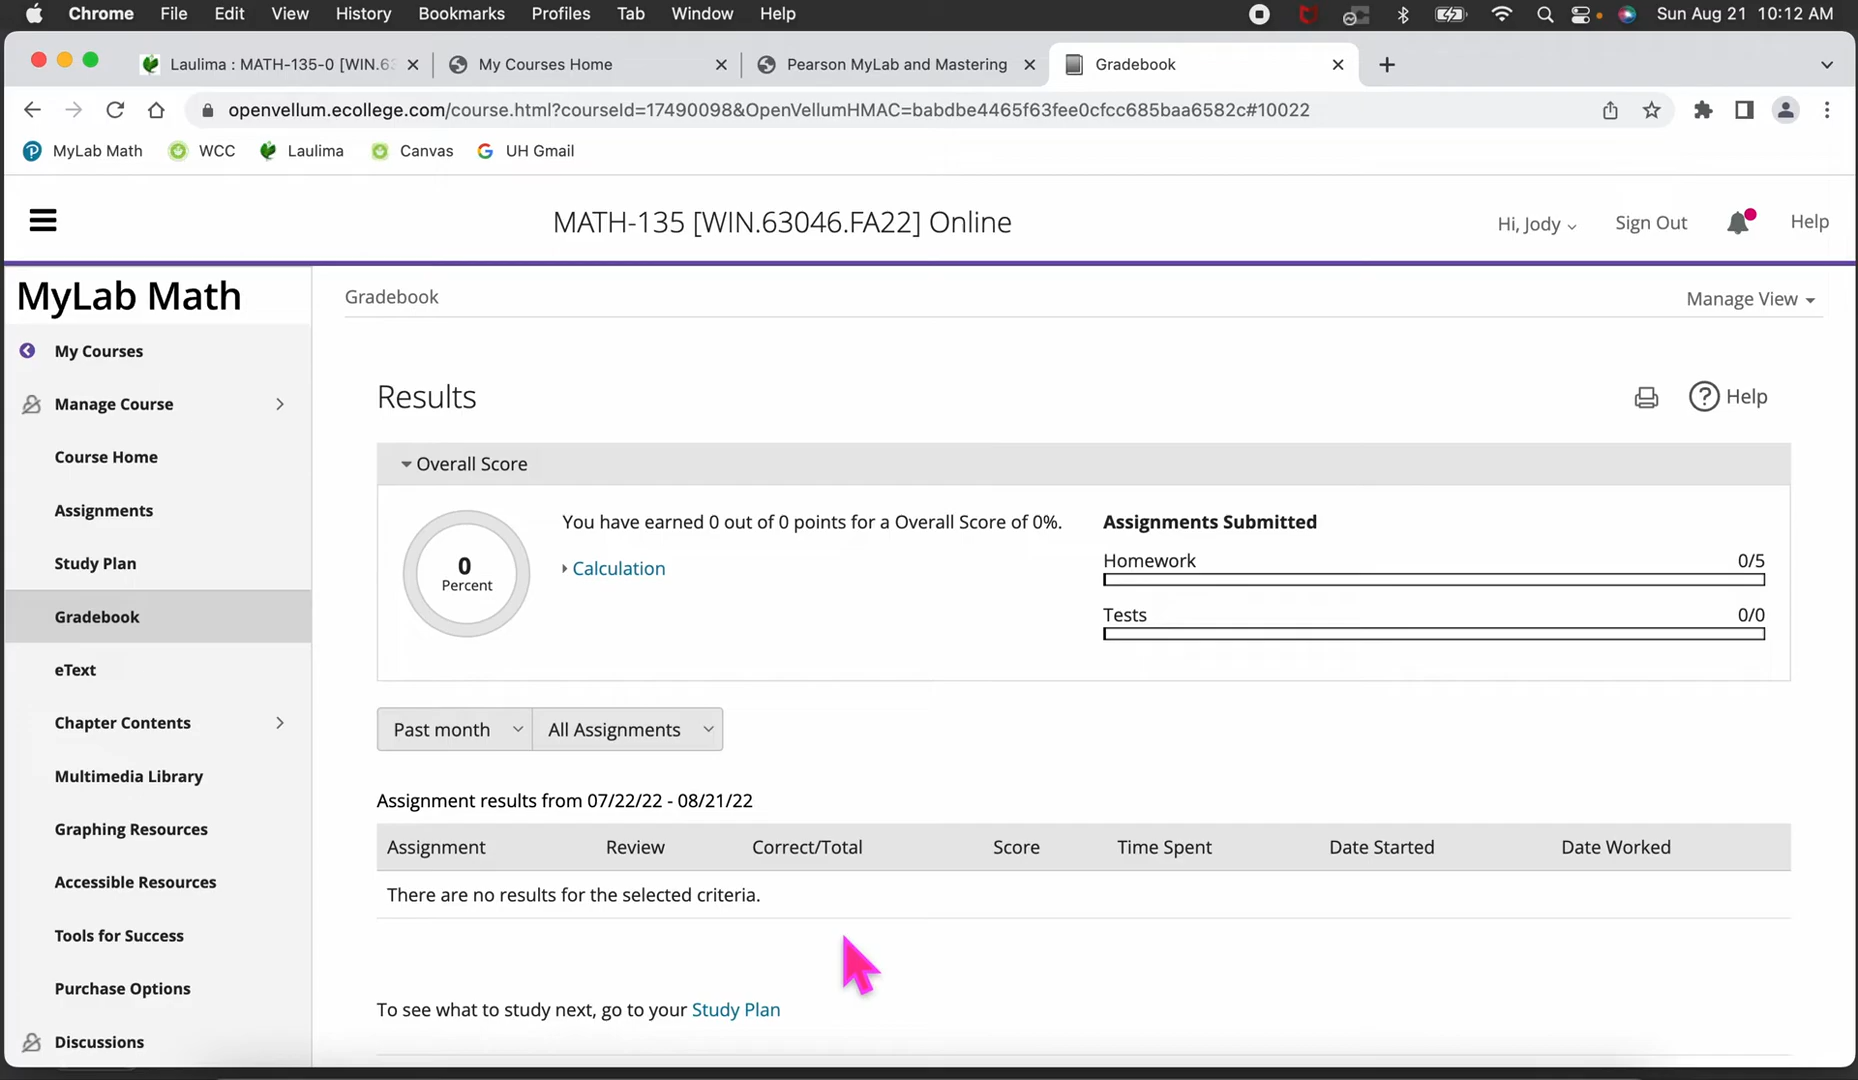 Chrome File Edit View History Bookmarks Profiles Tab Window Help Sun Aug 21 10:12 AM
Laulima : MATH-135-0 [WIN.63 My Courses Home Pearson MyLab and Mastering Gradebook
openvellum.ecollege.com/course.html?courseId=17490098&OpenVellumHMAC=babdbe4465f63fee0cfcc685baa6582c#10022
MyLab Math WCC Laulima Canvas UH Gmail
MATH-135 [WIN.63046.FA22] Online
Hi, Jody Sign Out Help
MyLab Math
My Courses
Manage Course
Course Home
Assignments
Study Plan
Gradebook
eText
Chapter Contents
Multimedia Library
Graphing Resources
Accessible Resources
Tools for Success
Purchase Options
Discussions
Gradebook
Manage View
Results
Help
Overall Score
0
Percent
You have earned 0 out of 0 points for a Overall Score of 0%.
Calculation
Assignments Submitted
Homework 0/5
Tests 0/0
Past month All Assignments
Assignment results from 07/22/22 - 08/21/22
Assignment Review Correct/Total Score Time Spent Date Started Date Worked
There are no results for the selected criteria.
To see what to study next, go to your Study Plan